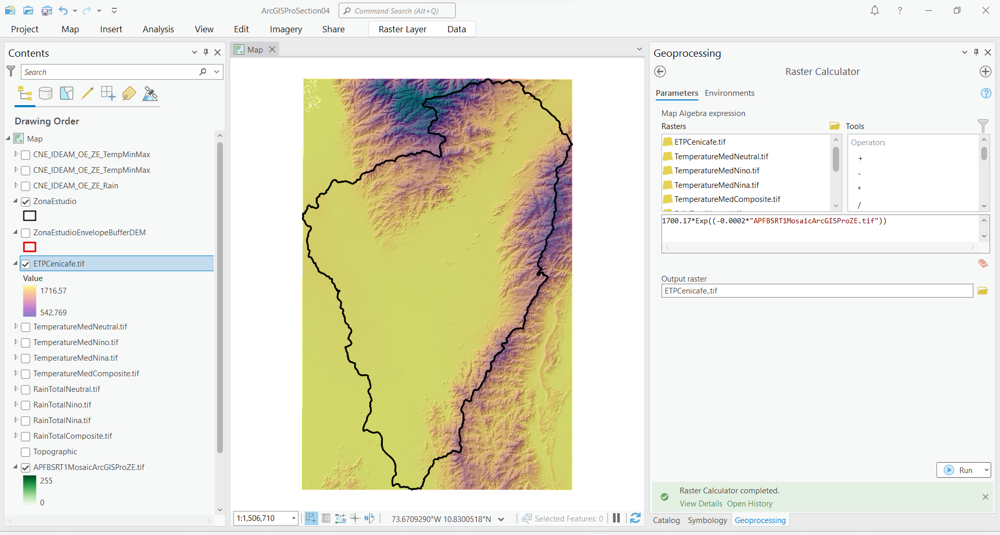 ArcGISProSection04
Command Search (Alt+Q)
?
Project
Map
Insert
Analysis
View
Edit
Imagery
Share
Raster Layer
Data
Contents
Search
Drawing Order
Map
CNE_IDEAM_OE_ZE_TempMinMax
CNE_IDEAM_OE_ZE_TempMinMax
CNE_IDEAM_OE_ZE_Rain
ZonaEstudio
ZonaEstudioEnvelopeBufferDEM
ETPCenicafe.tif
Value
1716.57
542.769
TemperatureMedNeutral.tif
TemperatureMedNino.tif
TemperatureMedNina.tif
TemperatureMedComposite.tif
RainTotalNeutral.tif
RainTotalNino.tif
RainTotalNina.tif
RainTotalComposite.tif
Topographic
APFBSRT1MosaicArcGISProZE.tif
255
0
Map
1:1,506,710
73.6709290°W 10.8300518°N
Selected Features: 0
Geoprocessing
Raster Calculator
Parameters
Environments
?
Map Algebra expression
Rasters
Tools
ETPCenicafe.tif
TemperatureMedNeutral.tif
TemperatureMedNino.tif
TemperatureMedNina.tif
TemperatureMedComposite.tif
Operators
+
-
*
/
1700.17*Exp((-0.0002*"APFBSRT1MosaicArcGISProZE.tif"))
Output raster
ETPCenicafe..tif
Run
Raster Calculator completed.
View Details Open History
Catalog
Symbology
Geoprocessing